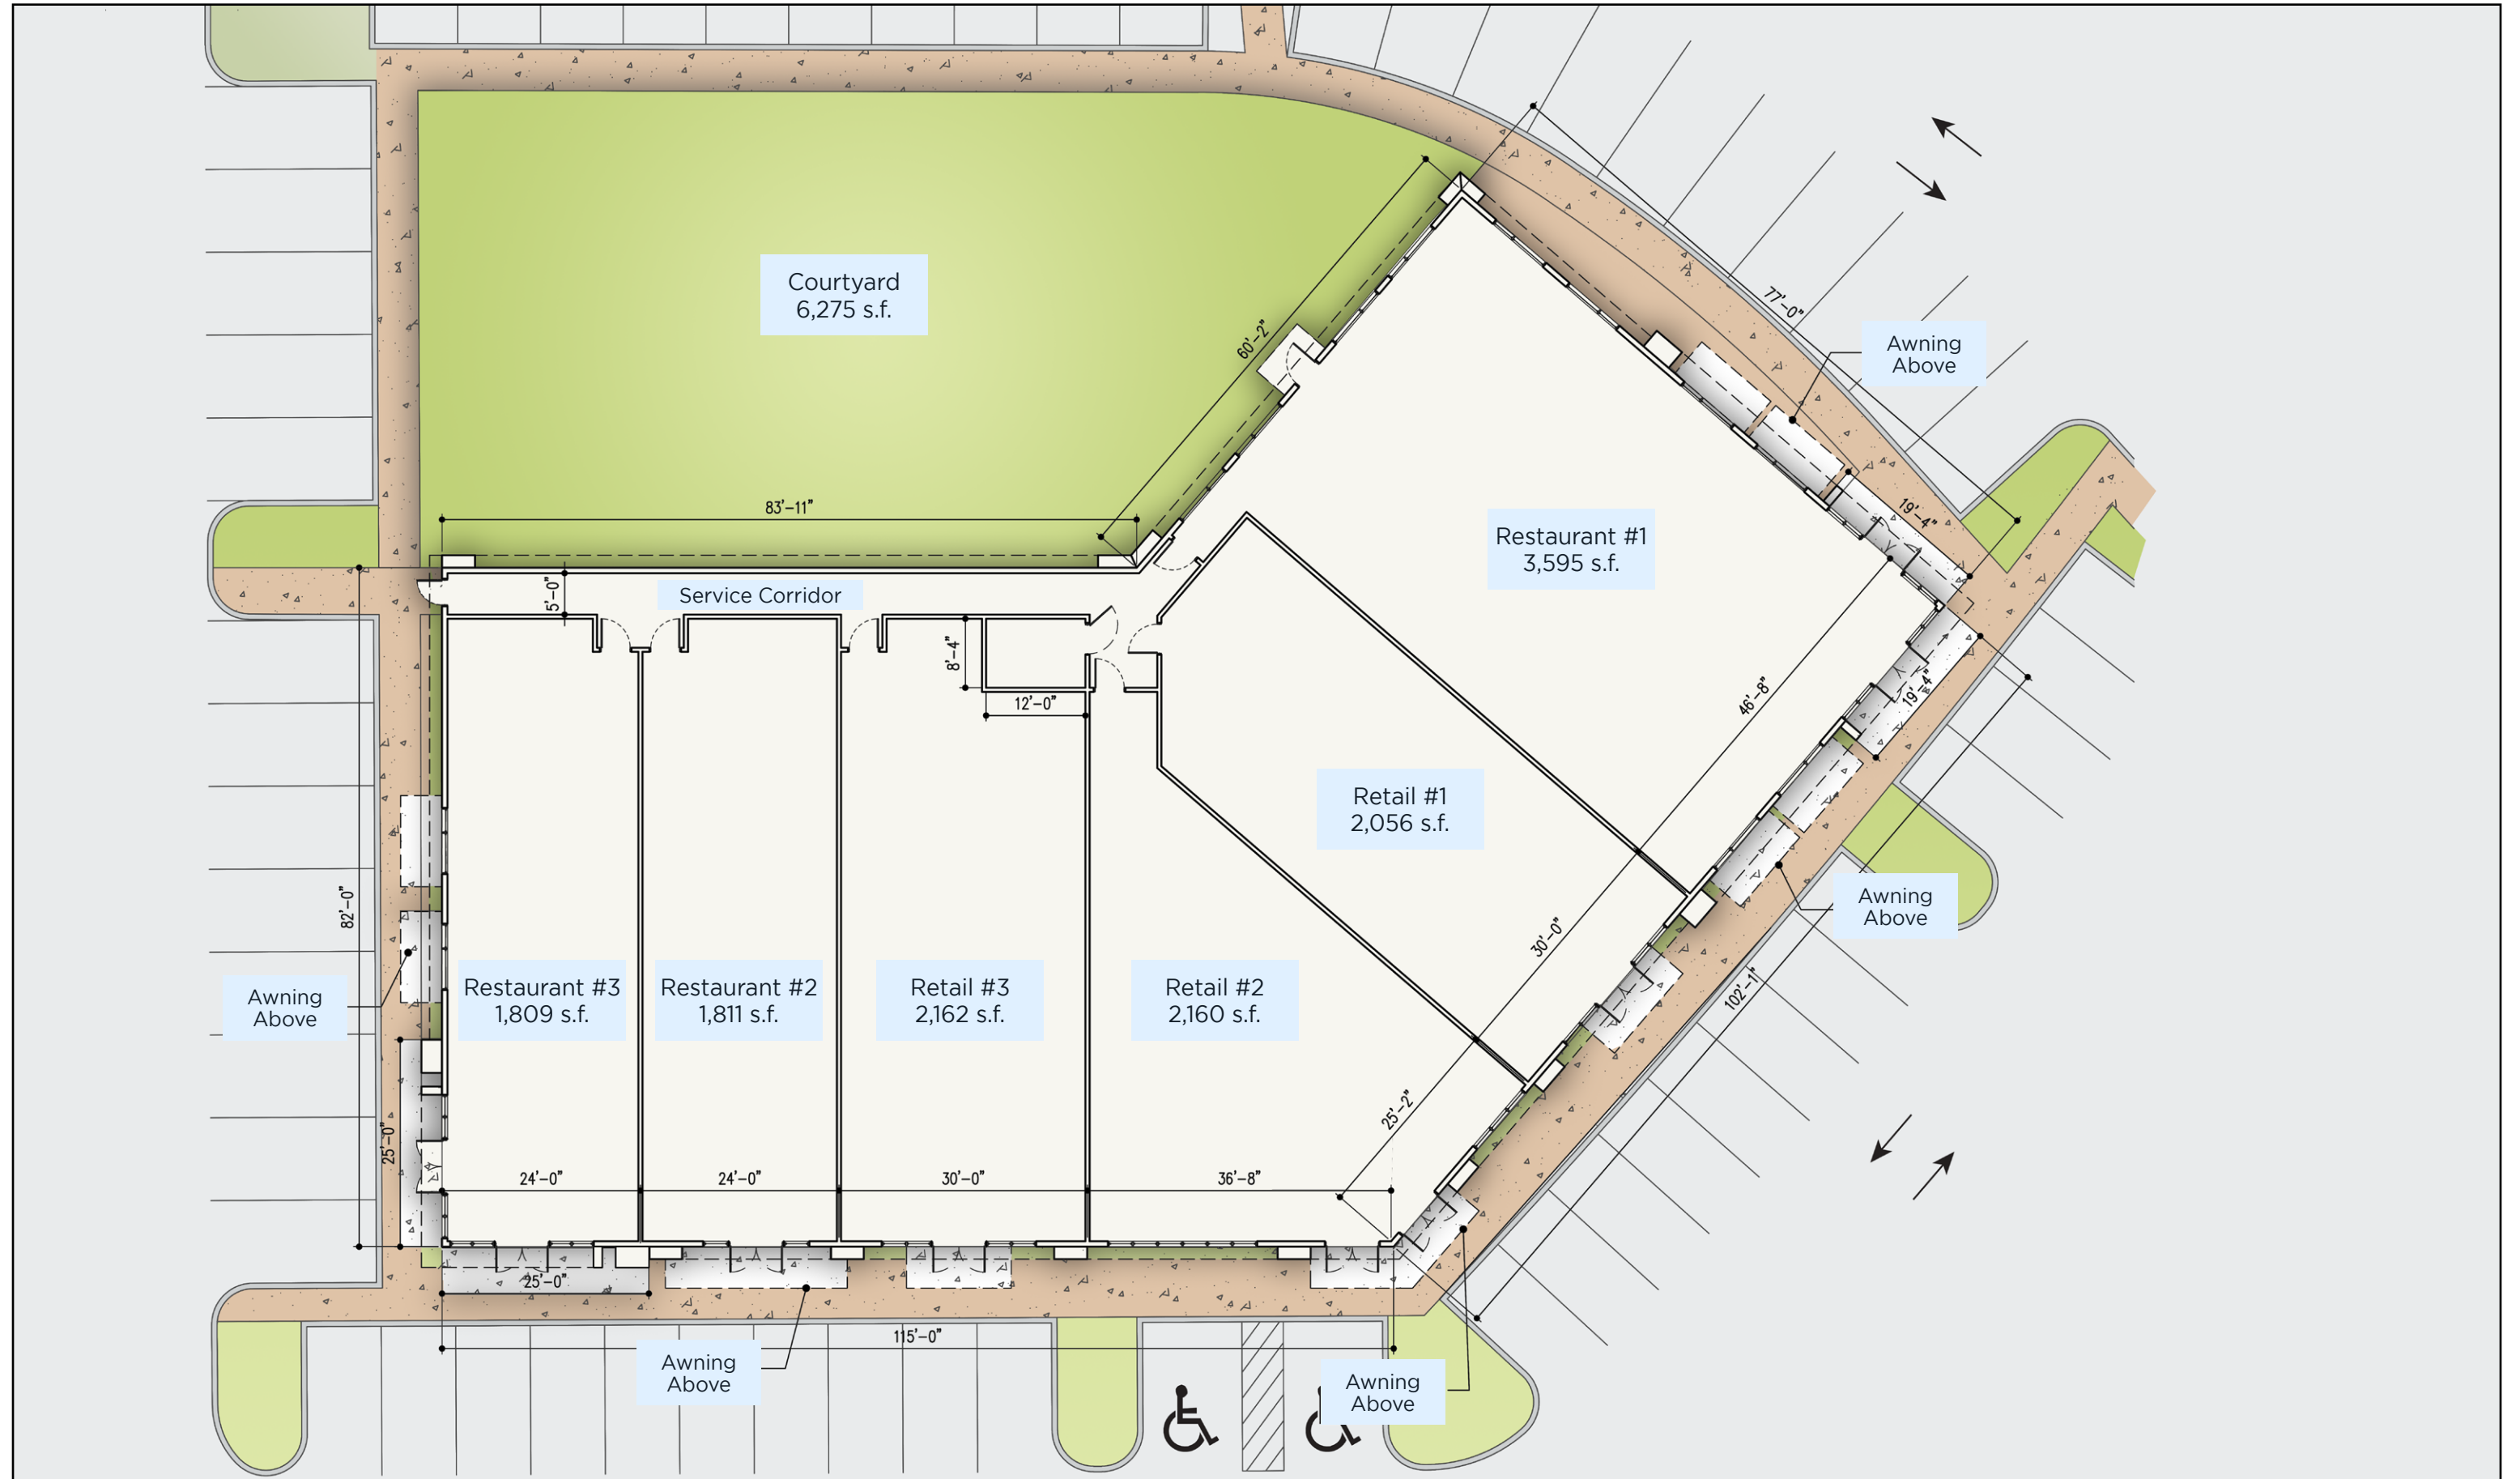 Courtyard
6,275 s.f.
60'-2"
77'-0"
Awning
Above
83'-11"
19'-4"
Restaurant #1
3,595 s.f.
5'-0"
Service Corridor
8'-4"
12'-0"
19'-4"
46'-8"
Retail #1
2,056 s.f.
82'-0"
30'-0"
Awning
Above
102'-1"
Awning
Above
Restaurant #3
1,809 s.f.
Restaurant #2
1,811 s.f.
Retail #3
2,162 s.f.
Retail #2
2,160 s.f.
25'-2"
25'-0"
24'-0"
24'-0"
30'-0"
36'-8"
25'-0"
115'-0"
Awning
Above
Awning
Above